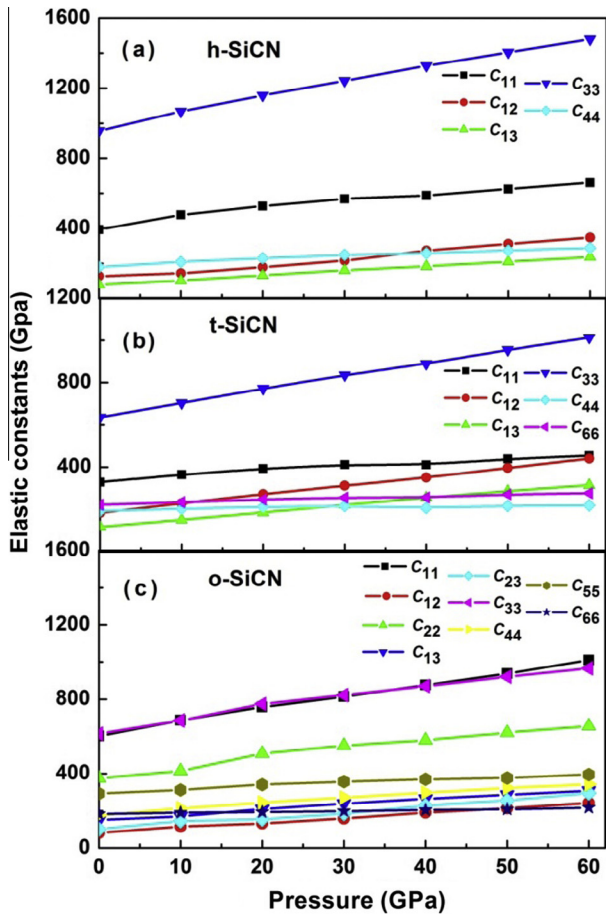 1600
(a) h-SiCN
C11
C33
C12
C44
C13
1200
800
400
1200
(b) t-SiCN
C11
C33
C12
C44
C13
C66
800
400
1600
(c) o-SiCN
C11
C23
C55
C12
C33
C66
C22
C44
C13
1200
800
400
0
0 10 20 30 40 50 60
Pressure (GPa)
Elastic constants (Gpa)